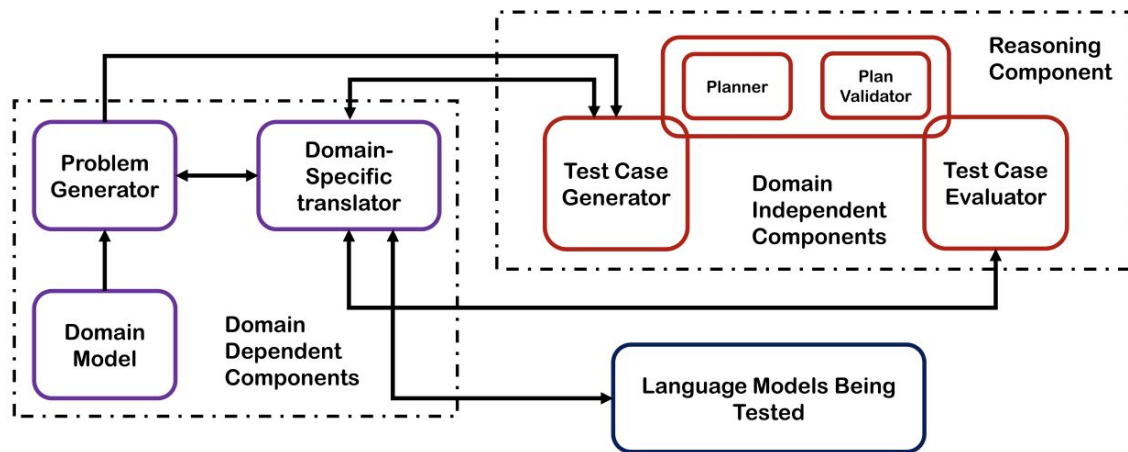 Reasoning
Component
Planner
Plan
Validator
Problem
Generator
Domain-
Specific
translator
Test Case
Generator
Domain
Independent
Components
Test Case
Evaluator
Domain
Model
Domain
Dependent
Components
Language Models Being
Tested